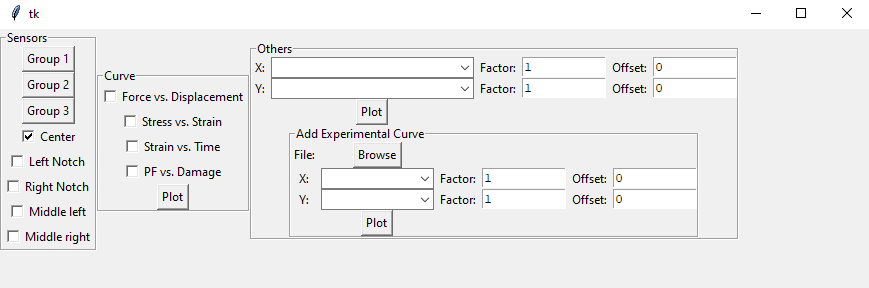 tk
Sensors
Group 1
Group 2
Group 3
Center
Left Notch
Right Notch
Middle left
Middle right
Curve
Force vs. Displacement
Stress vs. Strain
Strain vs. Time
PF vs. Damage
Plot
Others
X: Factor: 1 Offset: 0
Y: Factor: 1 Offset: 0
Plot
Add Experimental Curve
File: Browse
X: Factor: 1 Offset: 0
Y: Factor: 1 Offset: 0
Plot